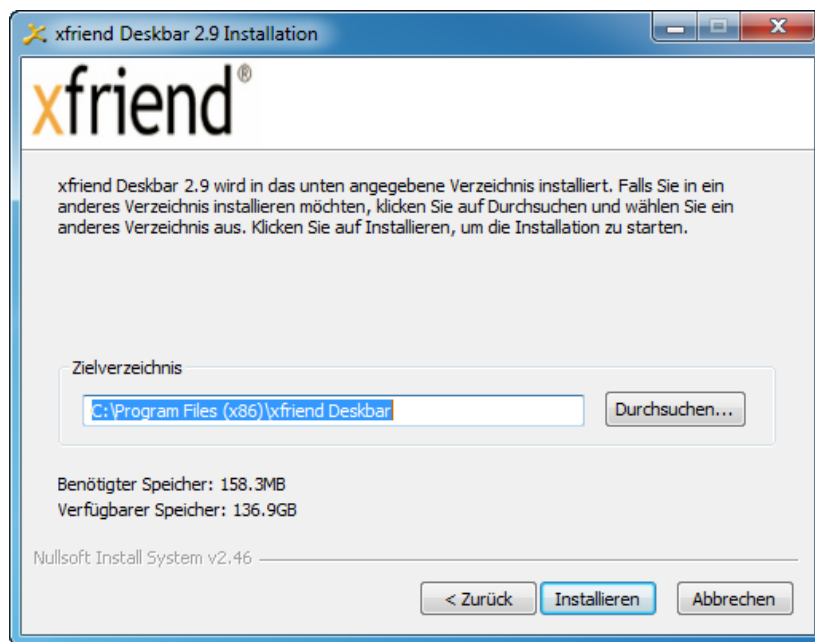 xfriend Deskbar 2.9 Installation
xfriend®
xfriend Deskbar 2.9 wird in das unten angegebene Verzeichnis installiert. Falls Sie in ein
anderes Verzeichnis installieren möchten, klicken Sie auf Durchsuchen und wählen Sie ein
anderes Verzeichnis aus. Klicken Sie auf Installieren, um die Installation zu starten.
Zielverzeichnis
C:\Program Files (x86)\xfriend Deskbar
Durchsuchen...
Benötigter Speicher: 158.3MB
Verfügbarer Speicher: 136.9GB
Nullsoft Install System v2.46
< Zurück
Installieren
Abbrechen